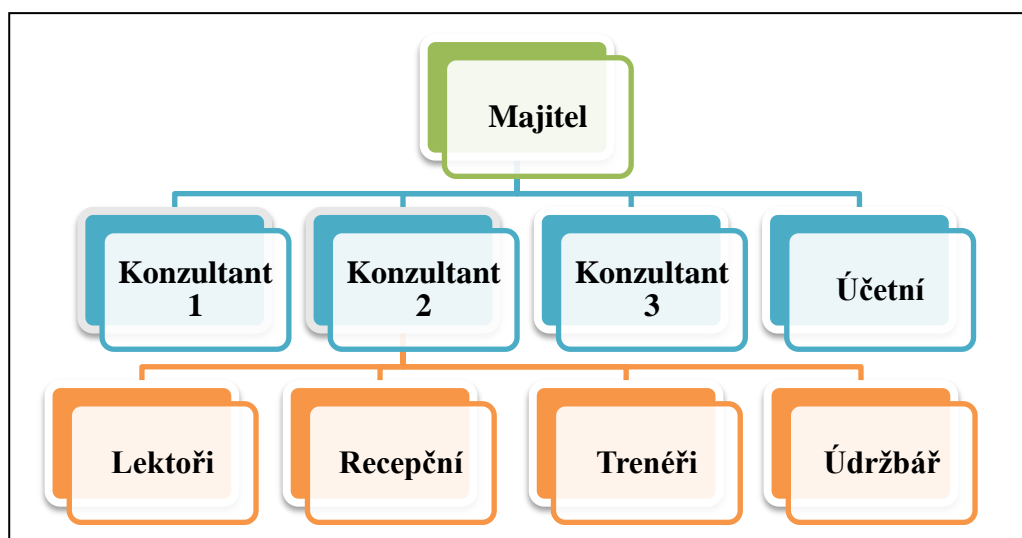 Majitel
Konzultant
1
Konzultant
2
Konzultant
3
Účetní
Lektoři
Recepční
Trenéři
Údržbář